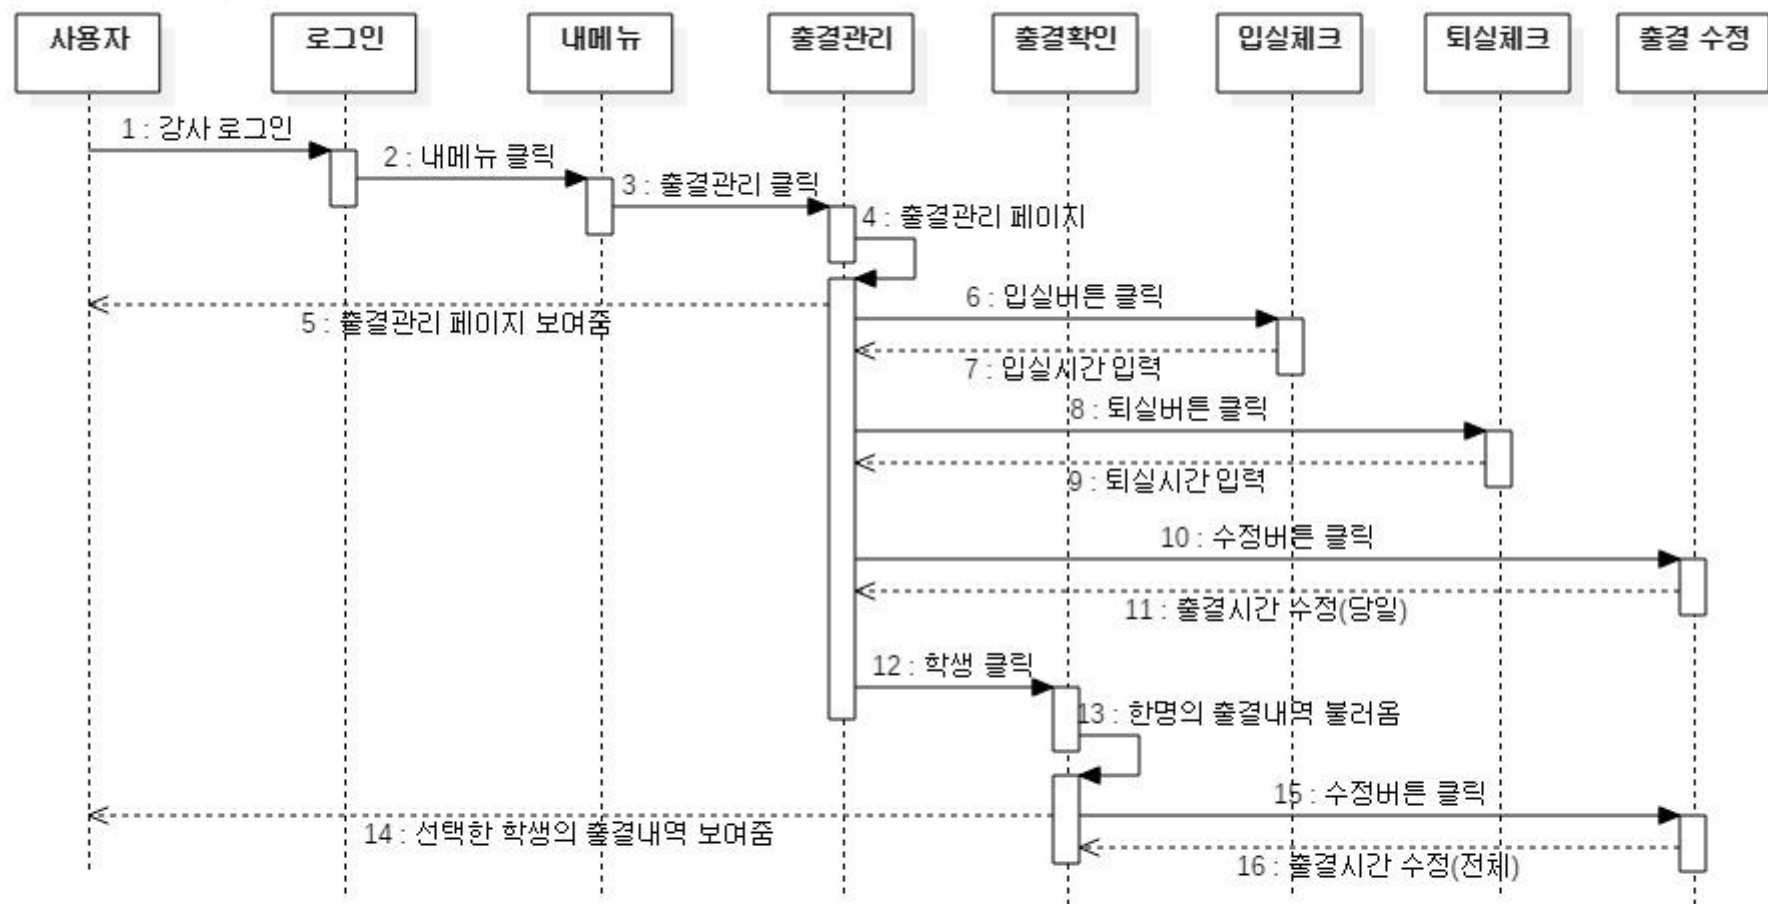 사용자
로그인
내메뉴
출결관리
출결확인
입실체크
퇴실체크
출결 수정
1 : 강사 로그인
2 : 내메뉴 클릭
3 : 출결관리 클릭
4 : 출결관리 페이지
5 : 출결관리 페이지 보여줌
6 : 입실버튼 클릭
7 : 입실시간 입력
8 : 퇴실버튼 클릭
9 : 퇴실시간 입력
10 : 수정버튼 클릭
11 : 출결시간 수정(당일)
12 : 학생 클릭
13 : 한명의 출결내역 불러옴
14 : 선택한 학생의 출결내역 보여줌
15 : 수정버튼 클릭
16 : 출결시간 수정(전체)